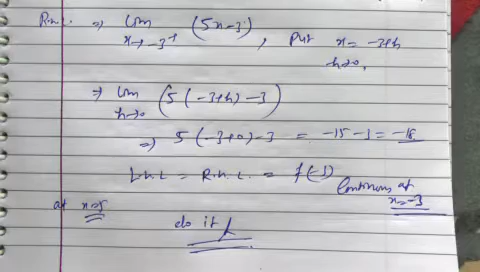 R.H.L. ⇒ lim x→-3⁺ (5x-3), Put x = -3+h
h→0,
⇒ lim h→0 (5(-3+h)-3)
⇒ 5(-3+0)-3 = -15-3 = -18
L.H.L = R.H.L. = f(-3)
Continuous at x=-3
at x=5
do it